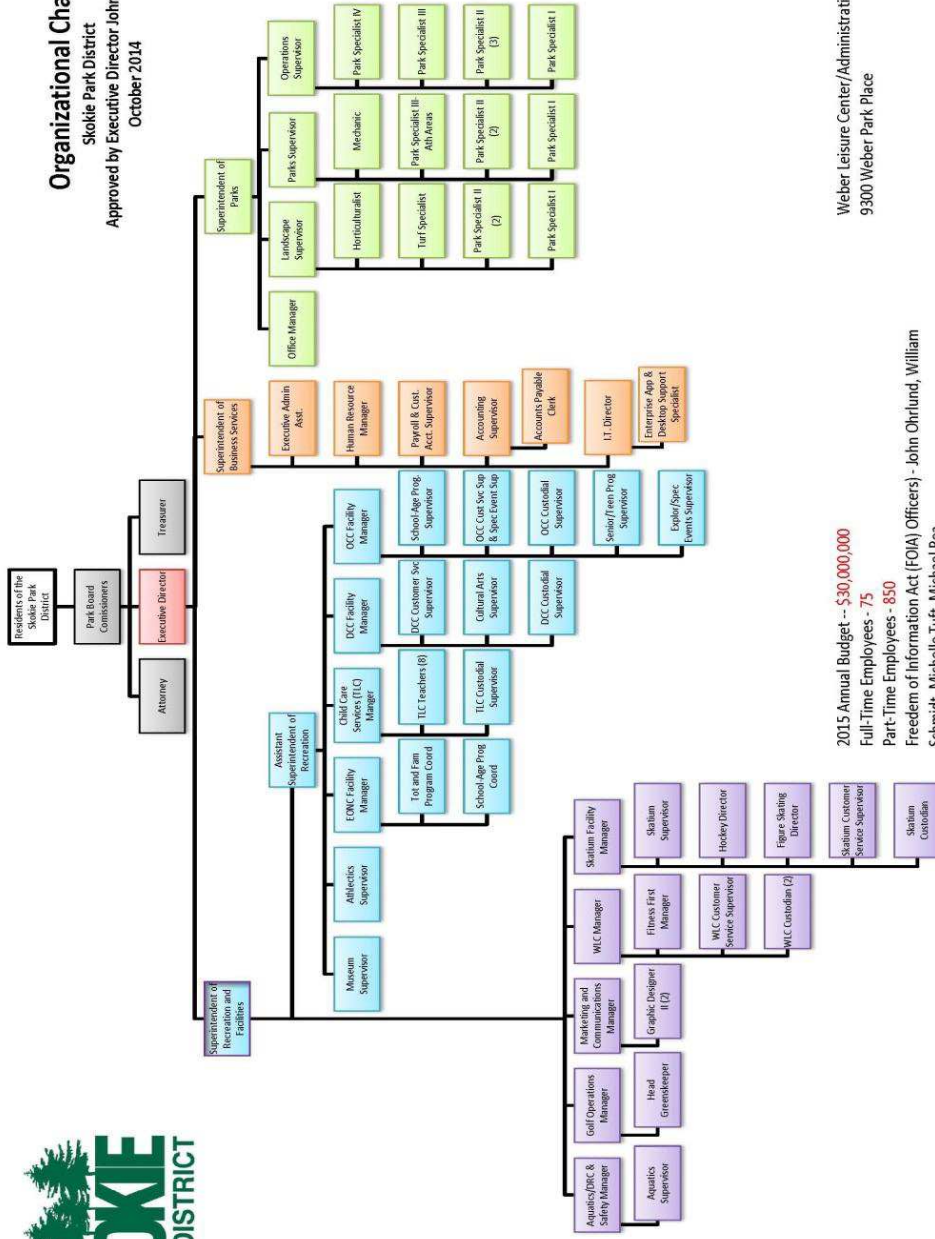 OKIE
DISTRICT
Organizational Cha
Skokie Park District
Approved by Executive Director John
October 2014
Residents of the
Skokie Park
District
Park Board
Comissioners
Attorney
Executive Director
Treasurer
Superintendent of
Recreation and
Facilities
Superintendent of
Business Services
Superintendent of
Parks
Assistant
Superintendent of
Recreation
Museum
Supervisor
Athlectics
Supervisor
EONC Facility
Manager
Tot and Fam
Program Coord
School-Age Prog
Coord
Child Care
Services (TLC)
Manger
TLC Teachers (8)
TLC Custodial
Supervisor
DCC Facility
Manager
DCC Customer Svc
Supervisor
Cultural Arts
Supervisor
DCC Custodial
Supervisor
OCC Facility
Manager
School-Age Prog.
Supervisor
OCC Cust Svc Sup
& Spec Event Sup
OCC Custodial
Supervisor
Senior/Teen Prog
Supervisor
Explor/Spec
Events Supervisor
Executive Admin
Asst.
Human Resource
Manager
Payroll & Cust.
Acct. Supervisor
Accounting
Supervisor
Accounts Payable
Clerk
I.T. Director
Enterprise App &
Desktop Support
Specialist
Office Manager
Landscape
Supervisor
Horticulturalist
Turf Specialist
Park Specialist II
(2)
Park Specialist I
Parks Supervisor
Mechanic
Park Specialist III-
Ath Areas
Park Specialist II
(2)
Park Specialist I
Operations
Supervisor
Park Specialist IV
Park Specialist III
Park Specialist II
(3)
Park Specialist I
Aquatics/DRC &
Safety Manager
Aquatics
Supervisor
Golf Operations
Manager
Head
Greenskeeper
Marketing and
Communications
Manager
Graphic Designer
II (2)
WLC Manager
Fitness First
Manager
WLC Customer
Service Supervisor
WLC Custodian (2)
Skatium Facility
Manager
Skatium
Supervisor
Hockey Director
Figure Skating
Director
Skatium Customer
Service Supervisor
Skatium
Custodian
2015 Annual Budget -- $30,000,000
Full-Time Employees - 75
Part-Time Employees - 850
Freedom of Information Act (FOIA) Officers) - John Ohrlund, William
Schmidt, Michelle Tuft, Michael Rea
Weber Leisure Center/Administrati
9300 Weber Park Place